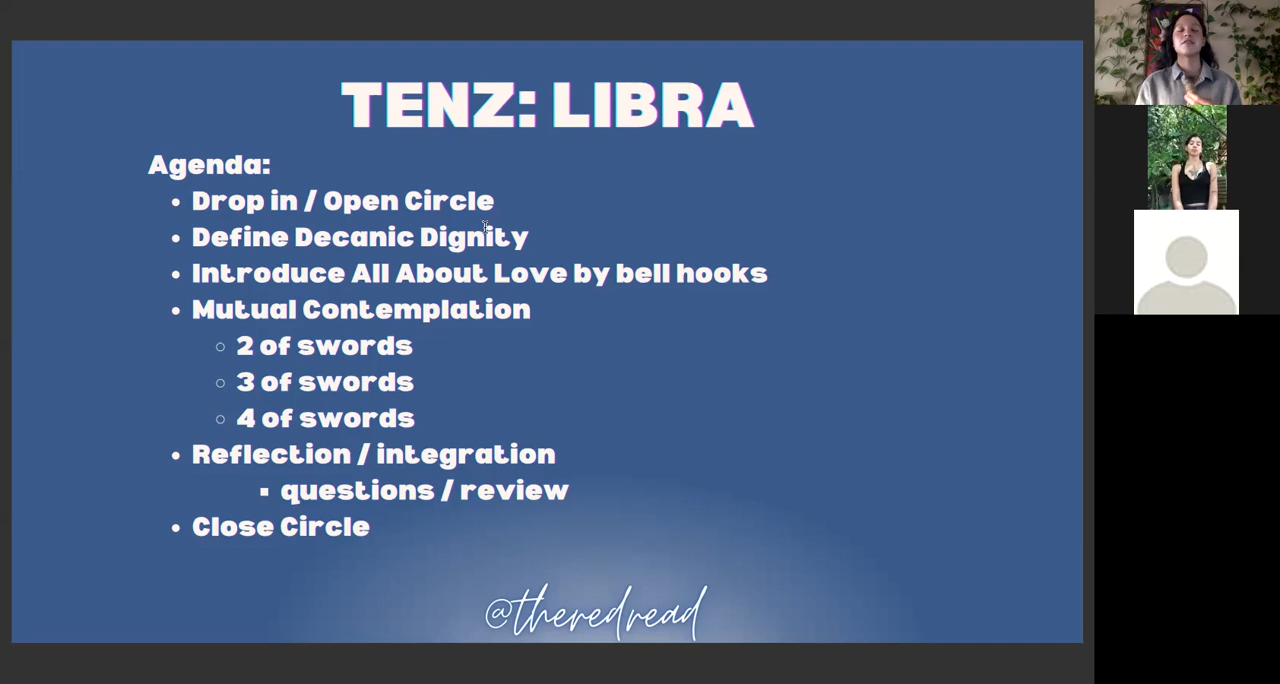 TENZ: LIBRA
Agenda:
• Drop in / Open Circle
• Define Decanic Dignity
• Introduce All About Love by bell hooks
• Mutual Contemplation
○ 2 of swords
○ 3 of swords
○ 4 of swords
• Reflection / integration
▪ questions / review
• Close Circle
@theredread